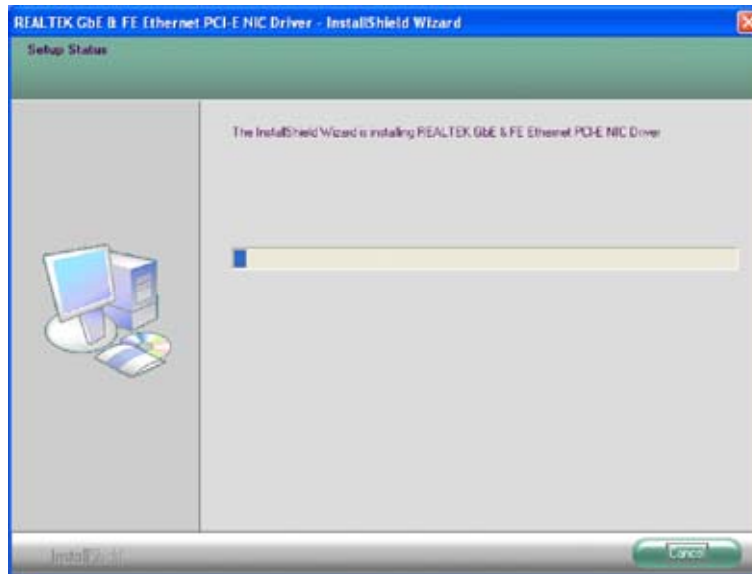 REALTEK GbE & FE Ethernet PCI-E NIC Driver - InstallShield Wizard
Setup Status
The InstallShield Wizard is installing REALTEK GbE & FE Ethernet PCI-E NIC Driver
InstallShield
Cancel